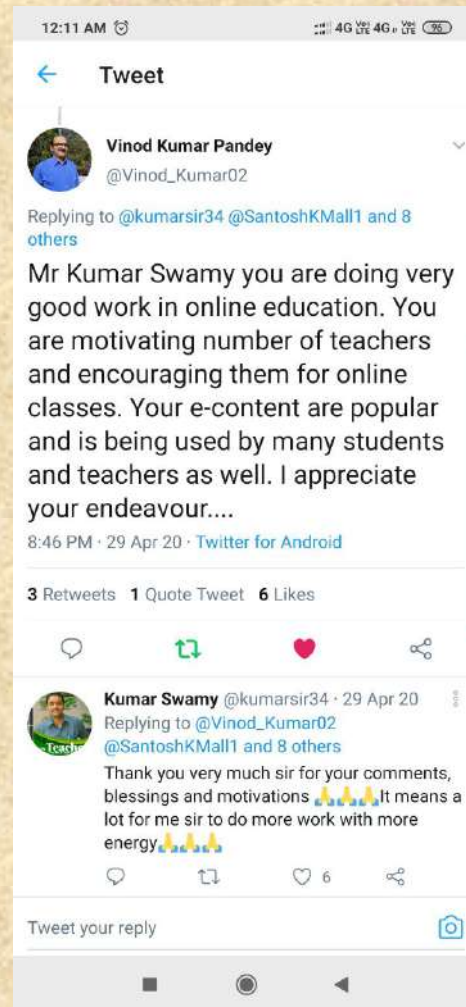 12:11 AM 4G VoLTE 4G+ VoLTE 96
Tweet
Vinod Kumar Pandey
@Vinod_Kumar02
Replying to @kumarsir34 @SantoshKMall1 and 8
others
Mr Kumar Swamy you are doing very
good work in online education. You
are motivating number of teachers
and encouraging them for online
classes. Your e-content are popular
and is being used by many students
and teachers as well. I appreciate
your endeavour....
8:46 PM · 29 Apr 20 · Twitter for Android
3 Retweets 1 Quote Tweet 6 Likes
Kumar Swamy @kumarsir34 · 29 Apr 20
Replying to @Vinod_Kumar02
@SantoshKMall1 and 8 others
Teache
Thank you very much sir for your comments,
blessings and motivations 🙏🙏🙏It means a
lot for me sir to do more work with more
energy🙏🙏🙏
6
Tweet your reply